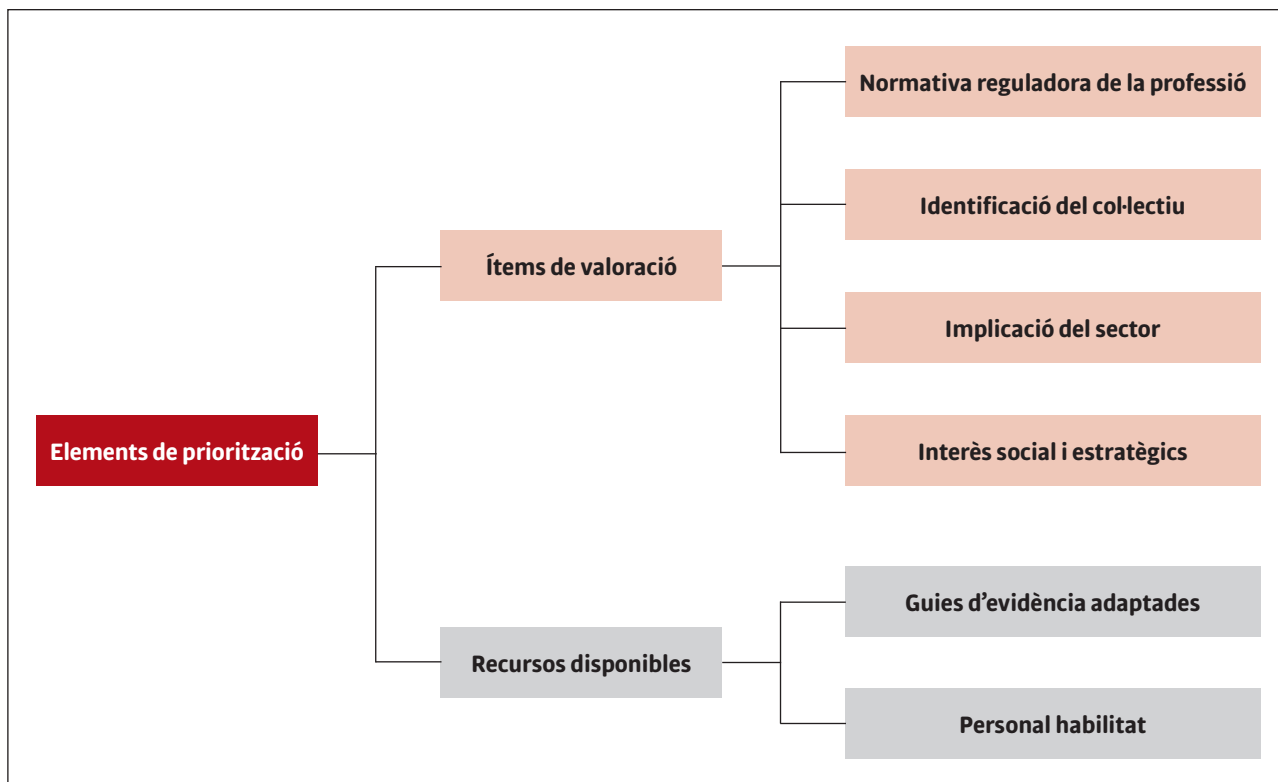 Elements de priorització
Ítems de valoració
Normativa reguladora de la professió
Identificació del col·lectiu
Implicació del sector
Interès social i estratègics
Recursos disponibles
Guies d’evidència adaptades
Personal habilitat